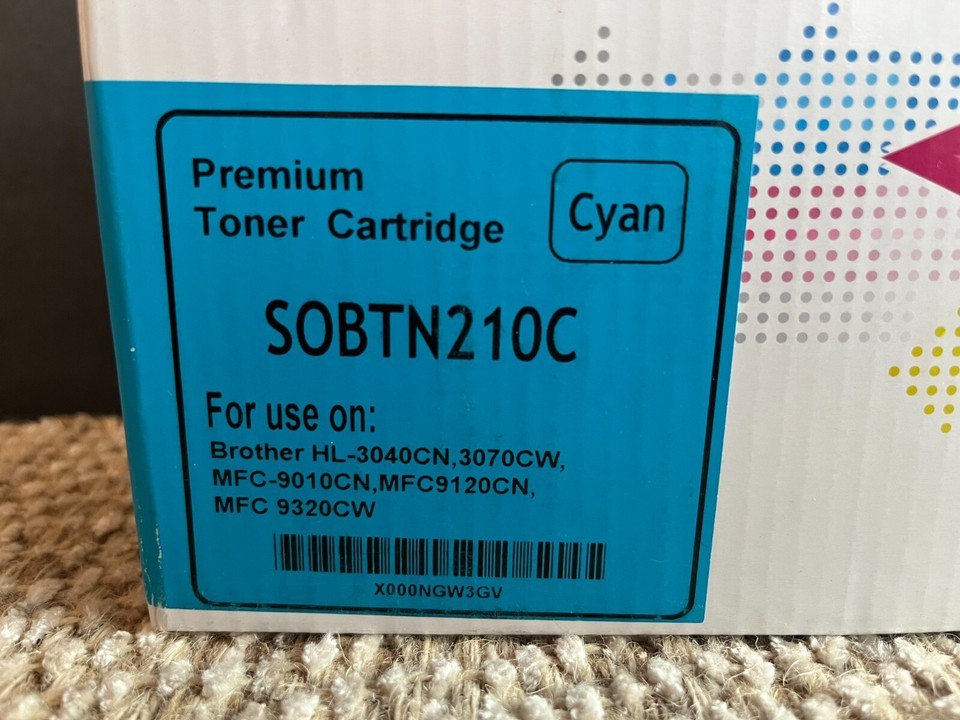 Premium
Toner Cartridge
Cyan
SOBTN210C
For use on:
Brother HL-3040CN,3070CW,
MFC-9010CN,MFC9120CN,
MFC 9320CW
X000NGW3GV